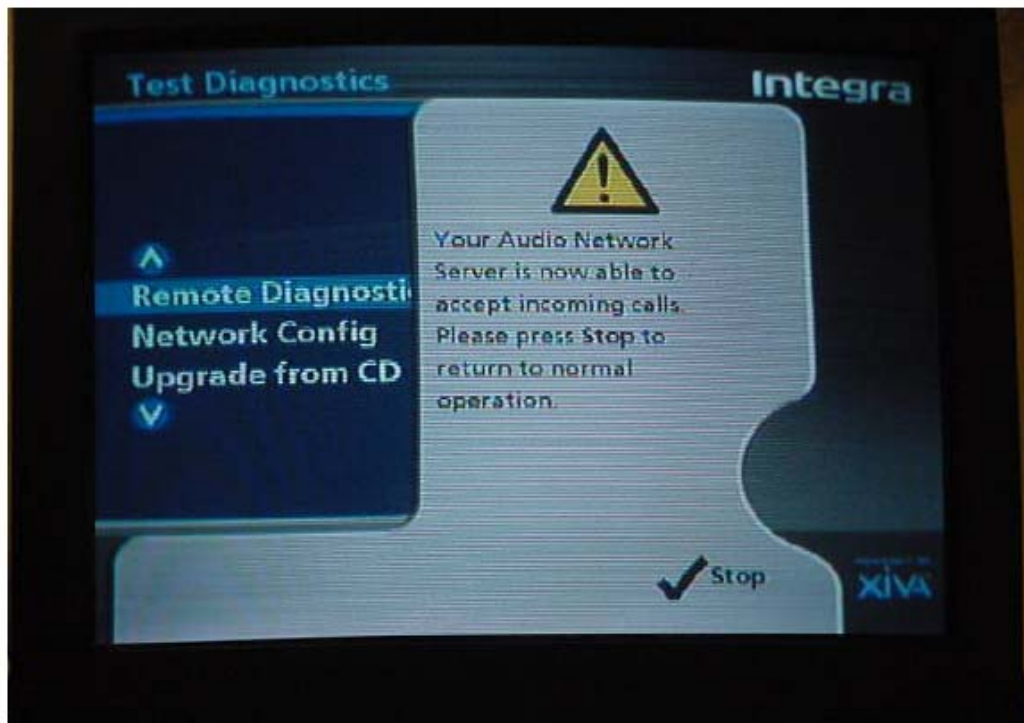 Test Diagnostics
Integra
Remote Diagnosti
Network Config
Upgrade from CD
Your Audio Network
Server is now able to
accept incoming calls.
Please press Stop to
return to normal
operation.
Stop
XiVA